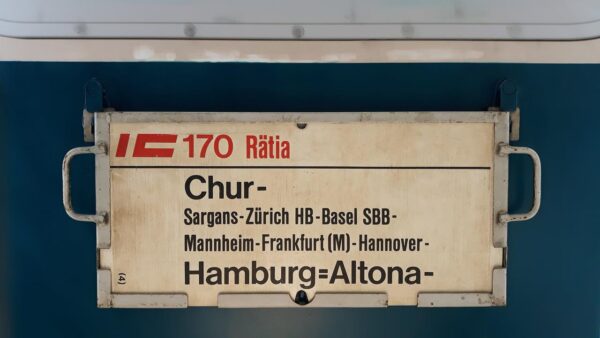 IC 170 Rätia
Chur-
Sargans-Zürich HB-Basel SBB-
Mannheim-Frankfurt (M)-Hannover-
Hamburg=Altona-
(4)